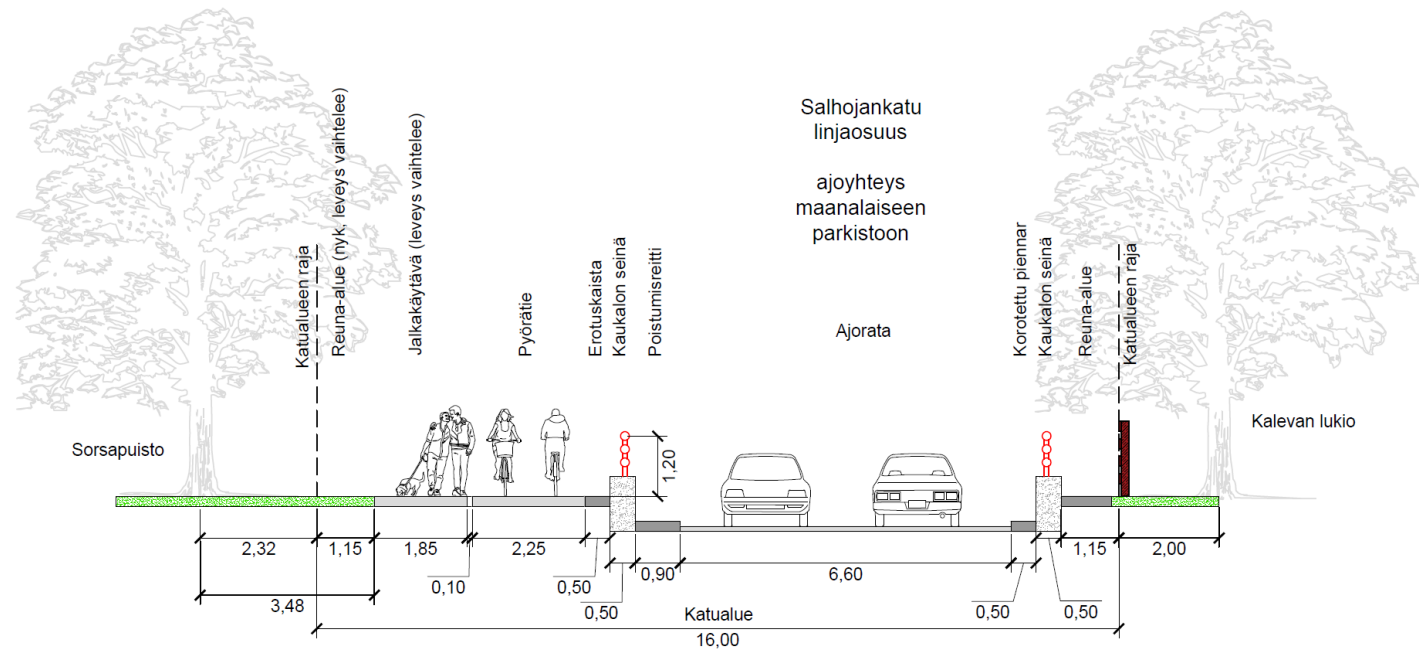 Salhojankatu
linjaosuus
ajoyhteys
maanalaiseen
parkistoon
Katualueen raja
Reuna-alue (nyk, leveys vaihtelee)
Jalkakäytävä (leveys vaihtelee)
Pyörätie
Erotuskaista
Kaukalon seinä
Poistumisreitti
Ajorata
Korotettu piennar
Kaukalon seinä
Reuna-alue
Katualueen raja
Sorsapuisto
Kalevan lukio
1,20
2,32
1,15
1,85
2,25
0,90
6,60
1,15
2,00
0,10
0,50
3,48
0,50
0,50
0,50
Katualue
16,00